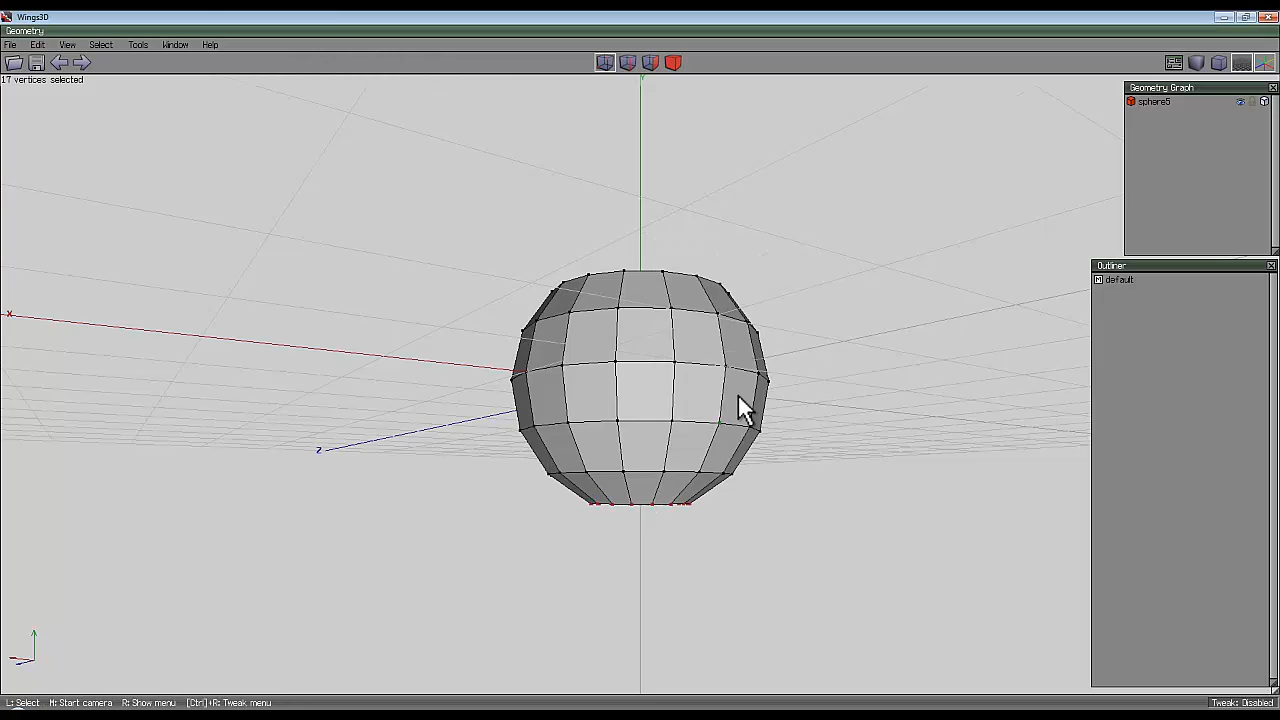 Wings3D
Geometry
File Edit View Select Tools Window Help
17 vertices selected
Y
Geometry Graph
sphere5
Outliner
M default
X
Z
L: Select M: Start camera R: Show menu [Ctrl]+R: Tweak menu
Tweak: Disabled